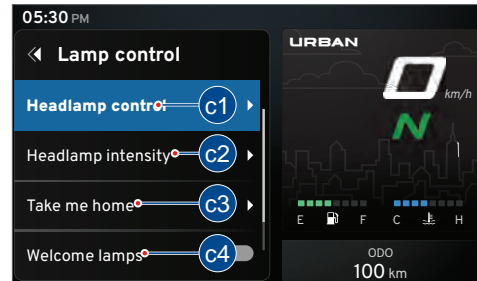 05:30 PM
Lamp control
Headlamp control c1
Headlamp intensity c2
Take me home c3
Welcome lamps c4
URBAN
0 km/h
N
E F C H
ODO
100 km